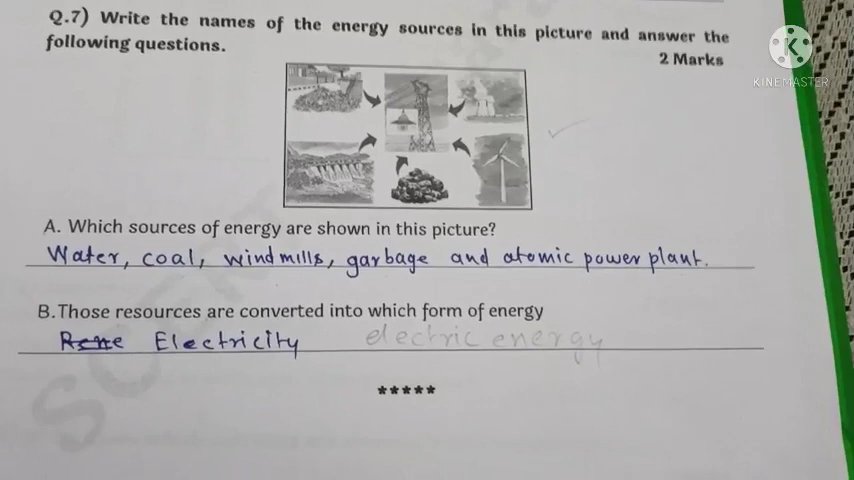 Q.7) Write the names of the energy sources in this picture and answer the
following questions.
2 Marks
KINEMASTER
A. Which sources of energy are shown in this picture?
Water, coal, windmills, garbage and atomic power plant.
B.Those resources are converted into which form of energy
Electricity electric energy
*****